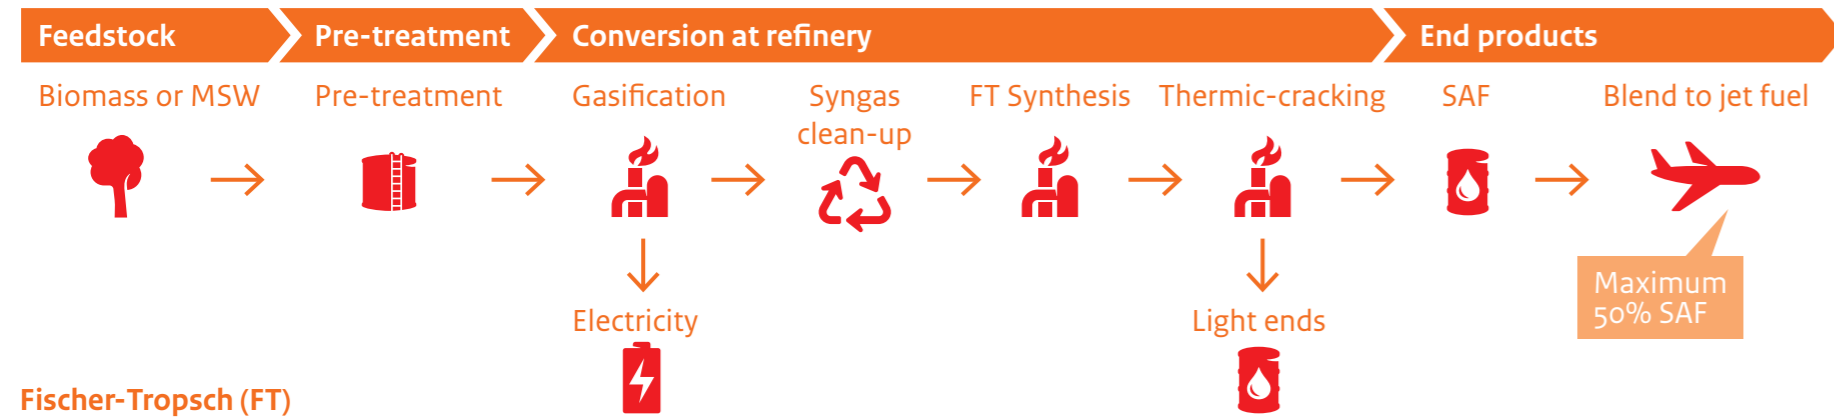 Feedstock
Pre-treatment
Conversion at refinery
End products
Biomass or MSW
Pre-treatment
Gasification
Syngas
clean-up
FT Synthesis
Thermic-cracking
SAF
Blend to jet fuel
Electricity
Light ends
Maximum
50% SAF
Fischer-Tropsch (FT)